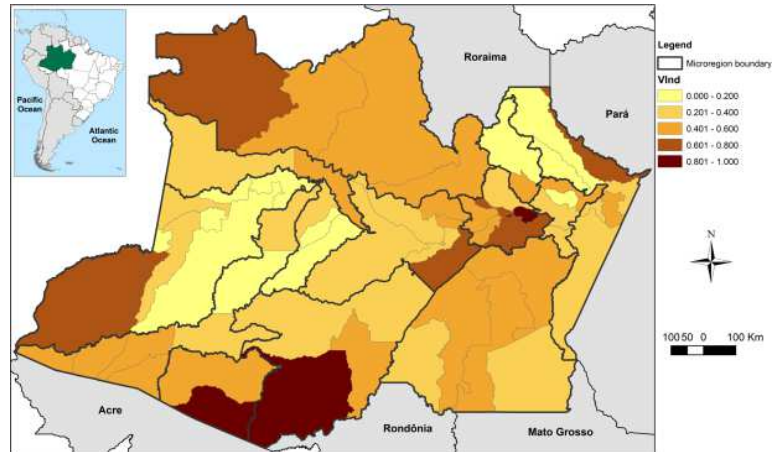 Pacific
Ocean
Atlantic
Ocean
Roraima
Pará
Acre
Rondônia
Mato Grosso
Legend
Microregion boundary
VInd
0.000 - 0.200
0.201 - 0.400
0.401 - 0.600
0.601 - 0.800
0.801 - 1.000
N
100 50 0 100 Km